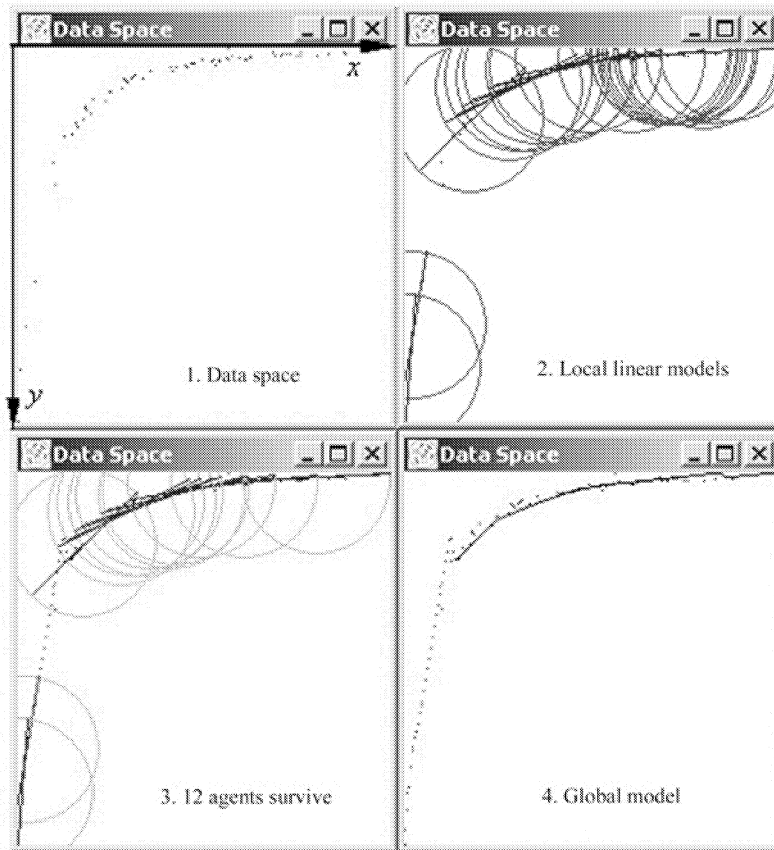 Data Space
x
y
1. Data space
Data Space
2. Local linear models
Data Space
3. 12 agents survive
Data Space
4. Global model